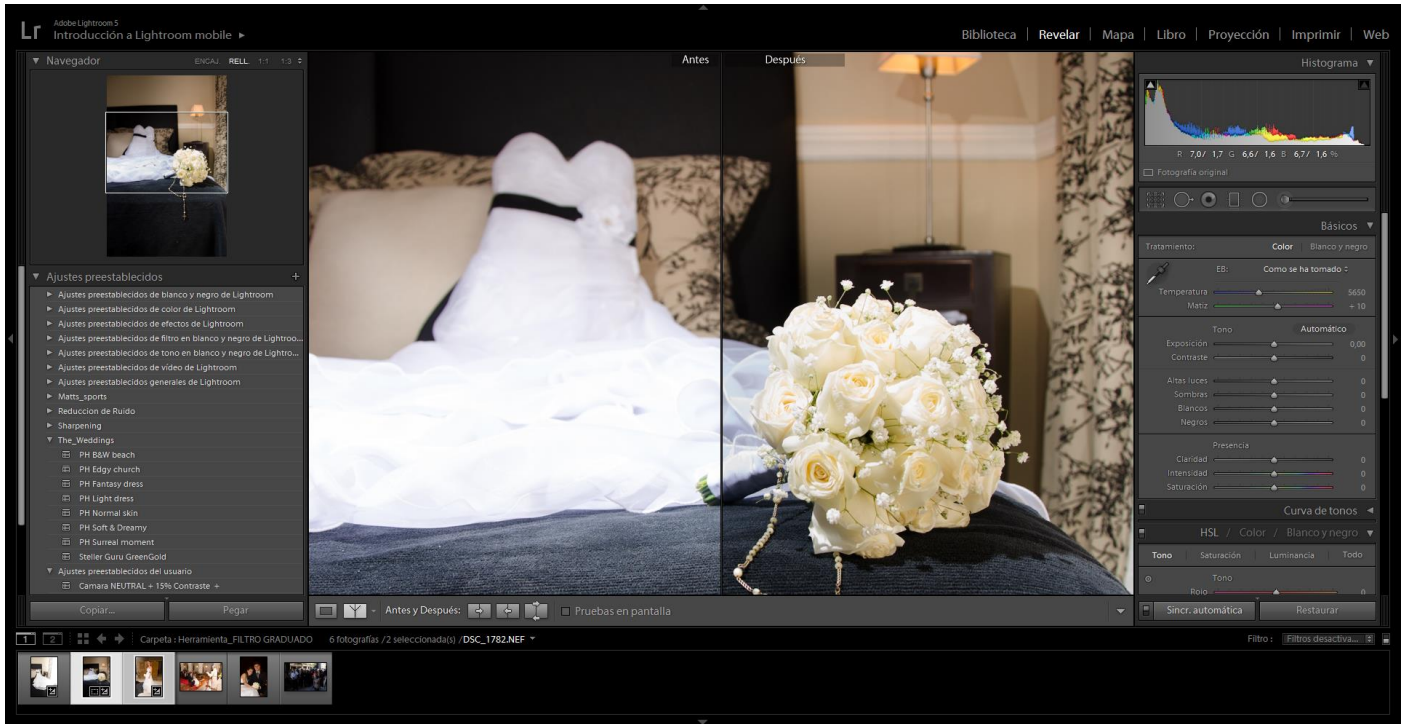 Lr Adobe Lightroom 5
Introducción a Lightroom mobile
Biblioteca | Revelar | Mapa | Libro | Proyección | Imprimir | Web
Navegador ENCAJ. RELL. 1:1 1:3
Antes Después
Histograma
R 7,0/ 1,7 G 6,6/ 1,6 B 6,7/ 1,6 %
Fotografía original
Básicos
Tratamiento: Color | Blanco y negro
EB: Como se ha tomado
Temperatura 5650
Matiz + 10
Tono Automático
Exposición 0,00
Contraste 0
Altas luces 0
Sombras 0
Blancos 0
Negros 0
Presencia
Claridad 0
Intensidad 0
Saturación 0
Curva de tonos
HSL / Color / Blanco y negro
Tono Saturación Luminancia Todo
Tono
Rojo 0
Sincr. automática Restaurar
Ajustes preestablecidos +
Ajustes preestablecidos de blanco y negro de Lightroom
Ajustes preestablecidos de color de Lightroom
Ajustes preestablecidos de efectos de Lightroom
Ajustes preestablecidos de filtro en blanco y negro de Lightroo...
Ajustes preestablecidos de tono en blanco y negro de Lightro...
Ajustes preestablecidos de vídeo de Lightroom
Ajustes preestablecidos generales de Lightroom
Matts_sports
Reduccion de Ruido
Sharpening
The_Weddings
PH B&W beach
PH Edgy church
PH Fantasy dress
PH Light dress
PH Normal skin
PH Soft & Dreamy
PH Surreal moment
Steller Guru GreenGold
Ajustes preestablecidos del usuario
Camara NEUTRAL + 15% Contraste +
Copiar... Pegar
Antes y Después: Pruebas en pantalla
1 2 Carpeta : Herramienta_FILTRO GRADUADO 6 fotografías /2 seleccionada(s) /DSC_1782.NEF
Filtro : Filtros desactiva...